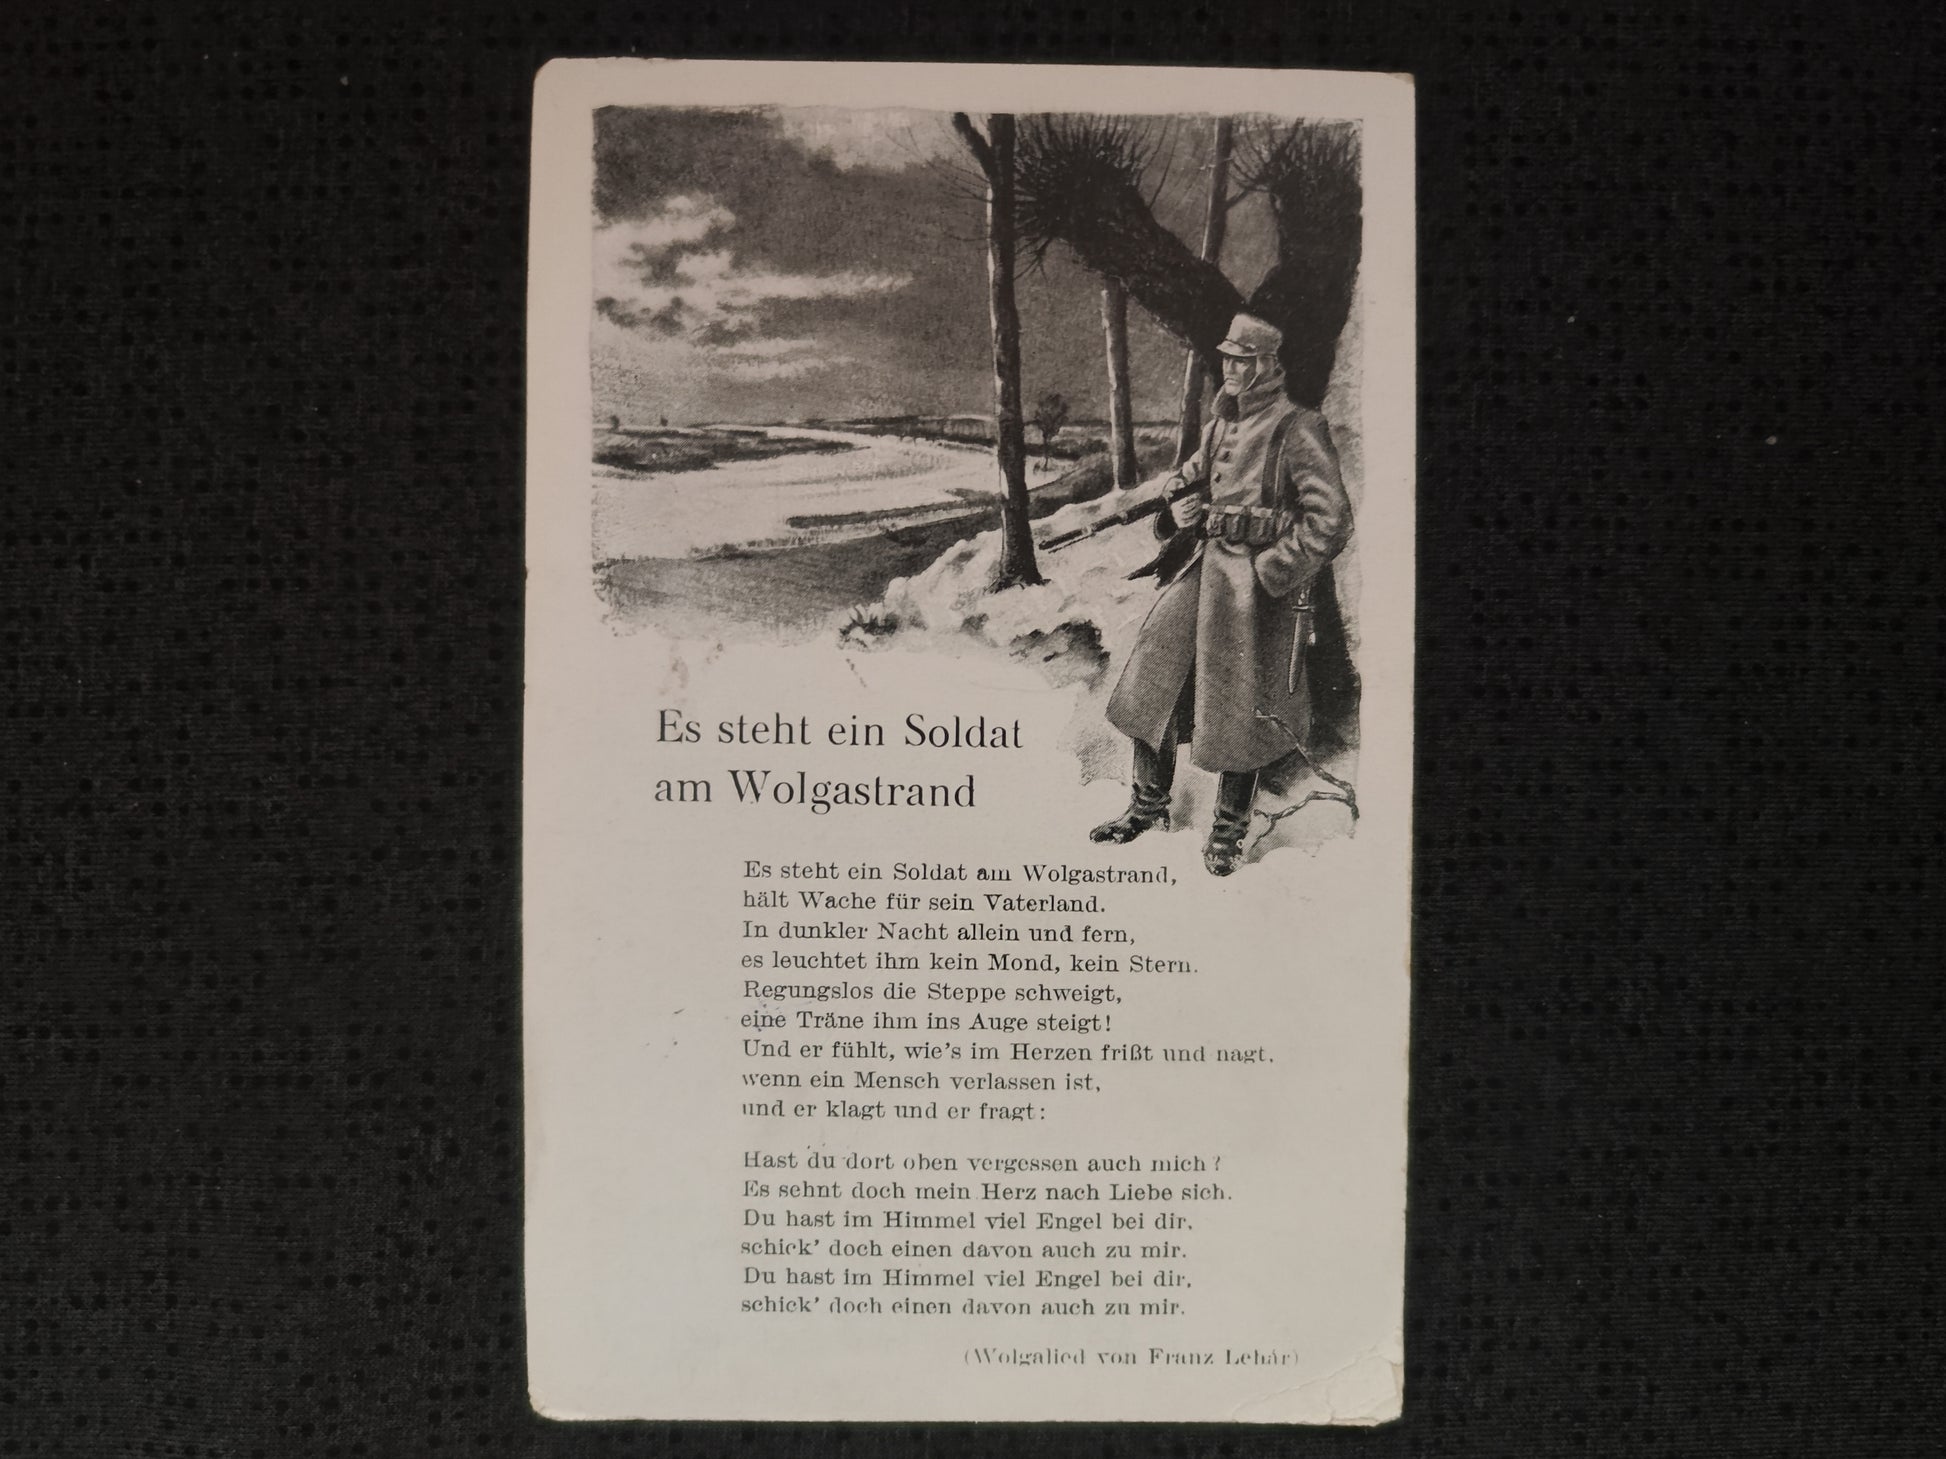 Es steht ein Soldat
am Wolgastrand
Es steht ein Soldat am Wolgastrand,
hält Wache für sein Vaterland.
In dunkler Nacht allein und fern,
es leuchtet ihm kein Mond, kein Stern.
Regungslos die Steppe schweigt,
eine Träne ihm ins Auge steigt!
Und er fühlt, wie's im Herzen frißt und nagt,
wenn ein Mensch verlassen ist,
und er klagt und er fragt:
Hast du dort oben vergessen auch mich?
Es sehnt doch mein Herz nach Liebe sich.
Du hast im Himmel viel Engel bei dir,
schick' doch einen davon auch zu mir.
Du hast im Himmel viel Engel bei dir,
schick' doch einen davon auch zu mir.
(Wolgalied von Franz Lehár)